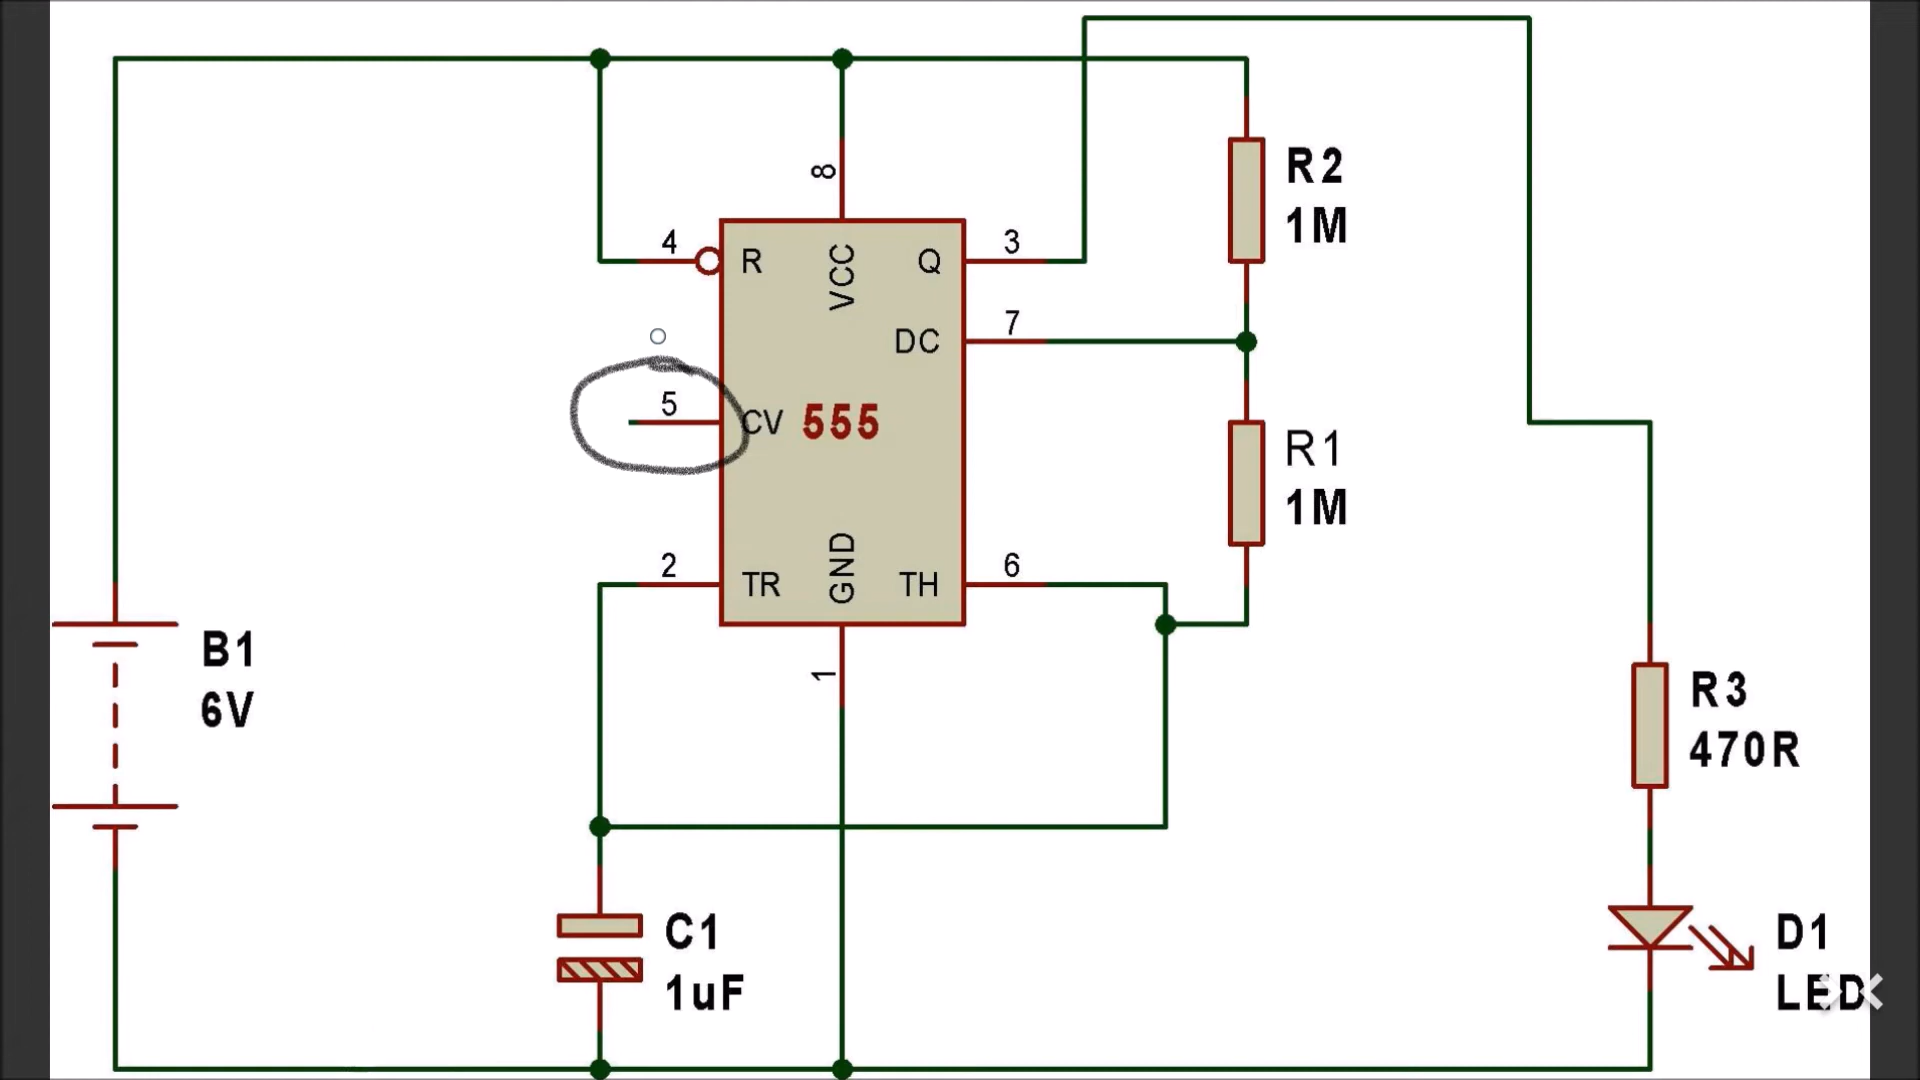 8
4
R
VCC
Q
3
R2
1M
DC
7
5
CV
555
R1
1M
2
TR
GND
TH
6
1
B1
6V
R3
470R
C1
1uF
D1
LED